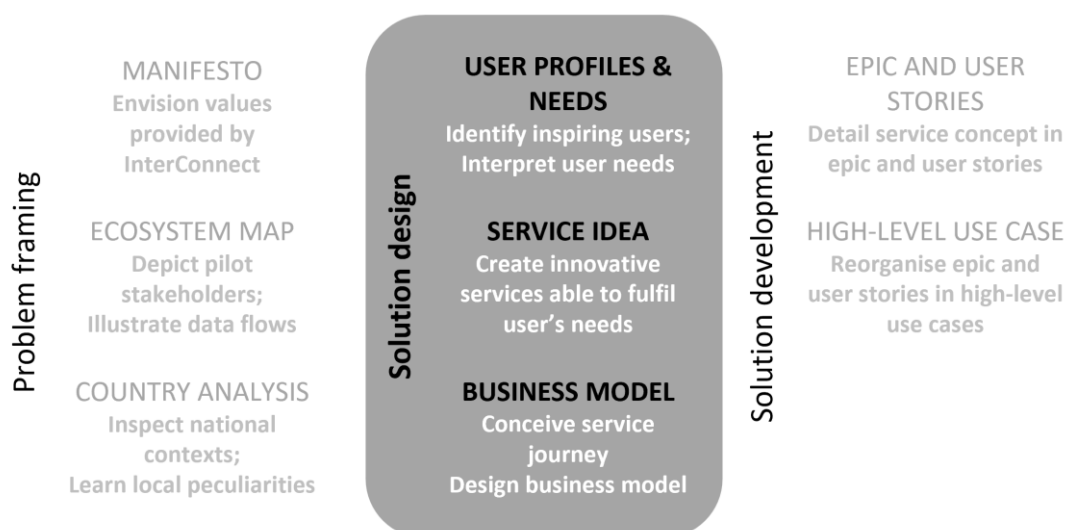 Problem framing
MANIFESTO
Envision values
provided by
InterConnect
ECOSYSTEM MAP
Depict pilot
stakeholders;
Illustrate data flows
COUNTRY ANALYSIS
Inspect national
contexts;
Learn local peculiarities
Solution design
USER PROFILES &
NEEDS
Identify inspiring users;
Interpret user needs
SERVICE IDEA
Create innovative
services able to fulfil
user's needs
BUSINESS MODEL
Conceive service
journey
Design business model
Solution development
EPIC AND USER
STORIES
Detail service concept in
epic and user stories
HIGH-LEVEL USE CASE
Reorganise epic and
user stories in high-level
use cases